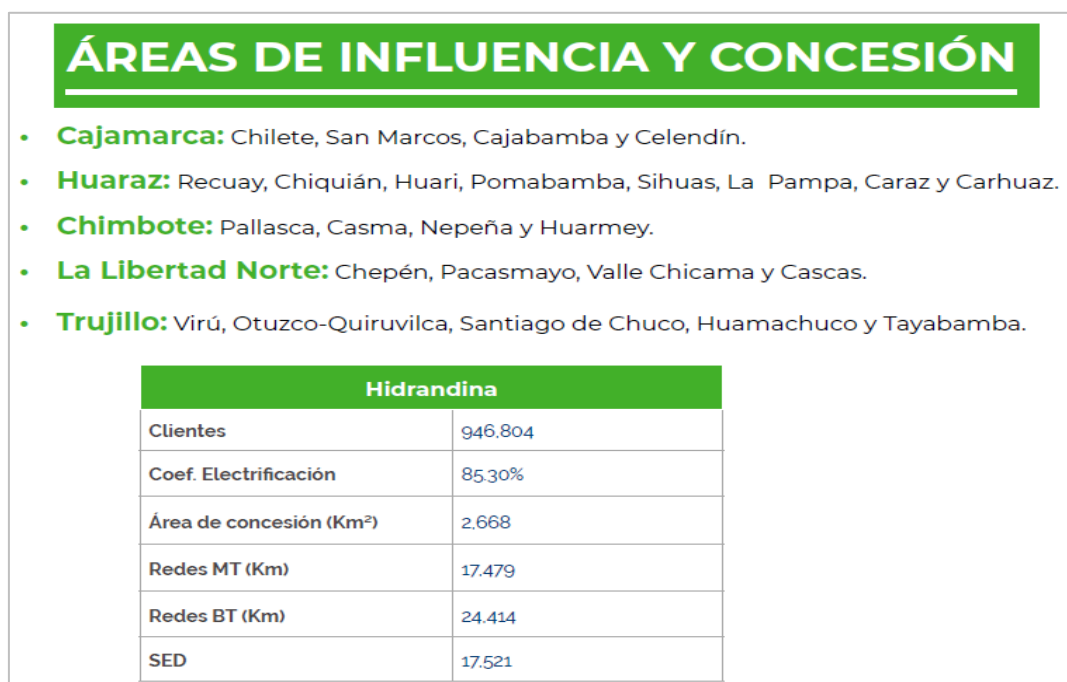 ÁREAS DE INFLUENCIA Y CONCESIÓN
• Cajamarca: Chilete, San Marcos, Cajabamba y Celendín.
• Huaraz: Recuay, Chiquián, Huari, Pomabamba, Sihuas, La Pampa, Caraz y Carhuaz.
• Chimbote: Pallasca, Casma, Nepeña y Huarmey.
• La Libertad Norte: Chepén, Pacasmayo, Valle Chicama y Cascas.
• Trujillo: Virú, Otuzco-Quiruvilca, Santiago de Chuco, Huamachuco y Tayabamba.
Hidrandina
Clientes 946,804
Coef. Electrificación 85.30%
Área de concesión (Km²) 2,668
Redes MT (Km) 17,479
Redes BT (Km) 24,414
SED 17,521